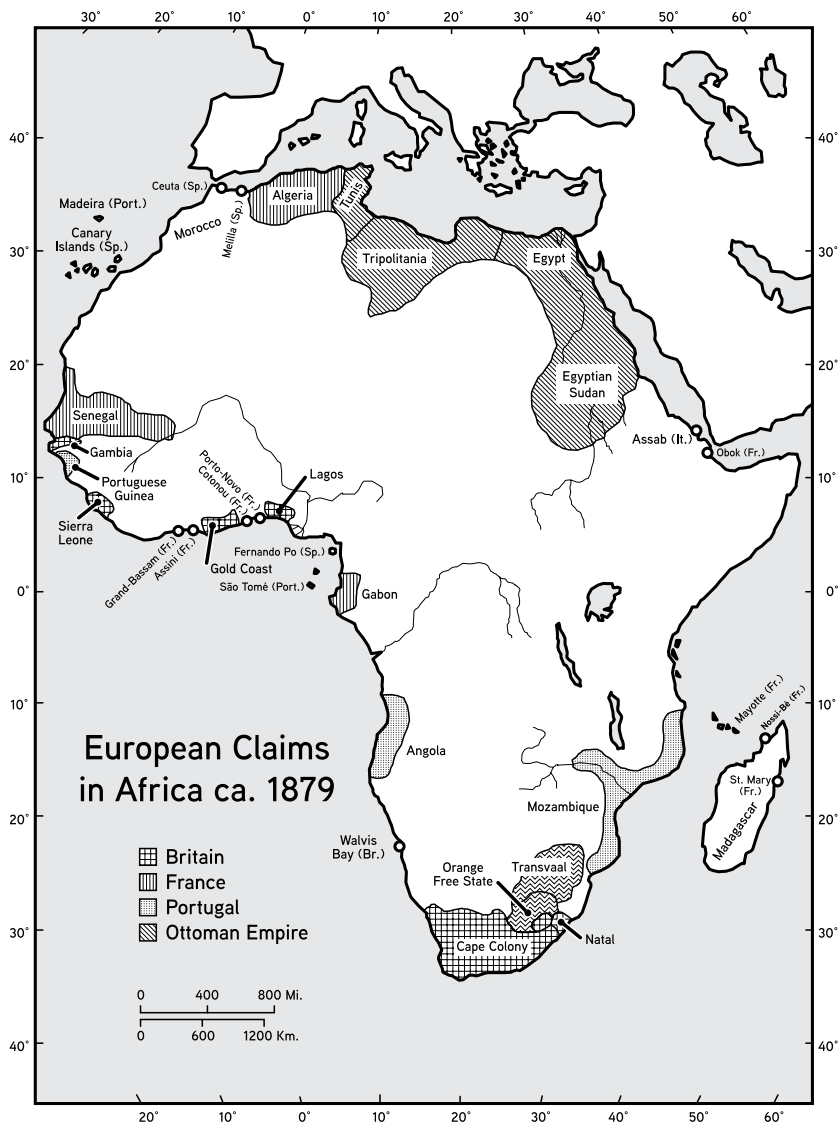 30° 20° 10° 0° 10° 20° 30° 40° 50° 60°
40° 40°
Ceuta (Sp.)
Algeria
Tunis
Madeira (Port.)
Morocco
Melilla (Sp.)
Canary
Islands (Sp.)
30° 30°
Tripolitania
Egypt
20° 20°
Egyptian
Sudan
Senegal
Assab (It.)
Obok (Fr.)
Gambia
10° 10°
Porto-Novo (Fr.)
Cotonou (Fr.)
Lagos
Portuguese
Guinea
Sierra
Leone
Grand-Bassam (Fr.)
Assini (Fr.)
Gold Coast
Fernando Po (Sp.)
São Tomé (Port.)
0° 0°
Gabon
10° 10°
Mayotte (Fr.)
Nossi-Bé (Fr.)
European Claims
in Africa ca. 1879
Angola
St. Mary
(Fr.)
Madagascar
Mozambique
20° 20°
Walvis
Bay (Br.)
Orange
Free State
Transvaal
Britain
France
Portugal
Ottoman Empire
30° 30°
Cape Colony
Natal
0 400 800 Mi.
0 600 1200 Km.
40° 40°
20° 10° 0° 10° 20° 30° 40° 50° 60°